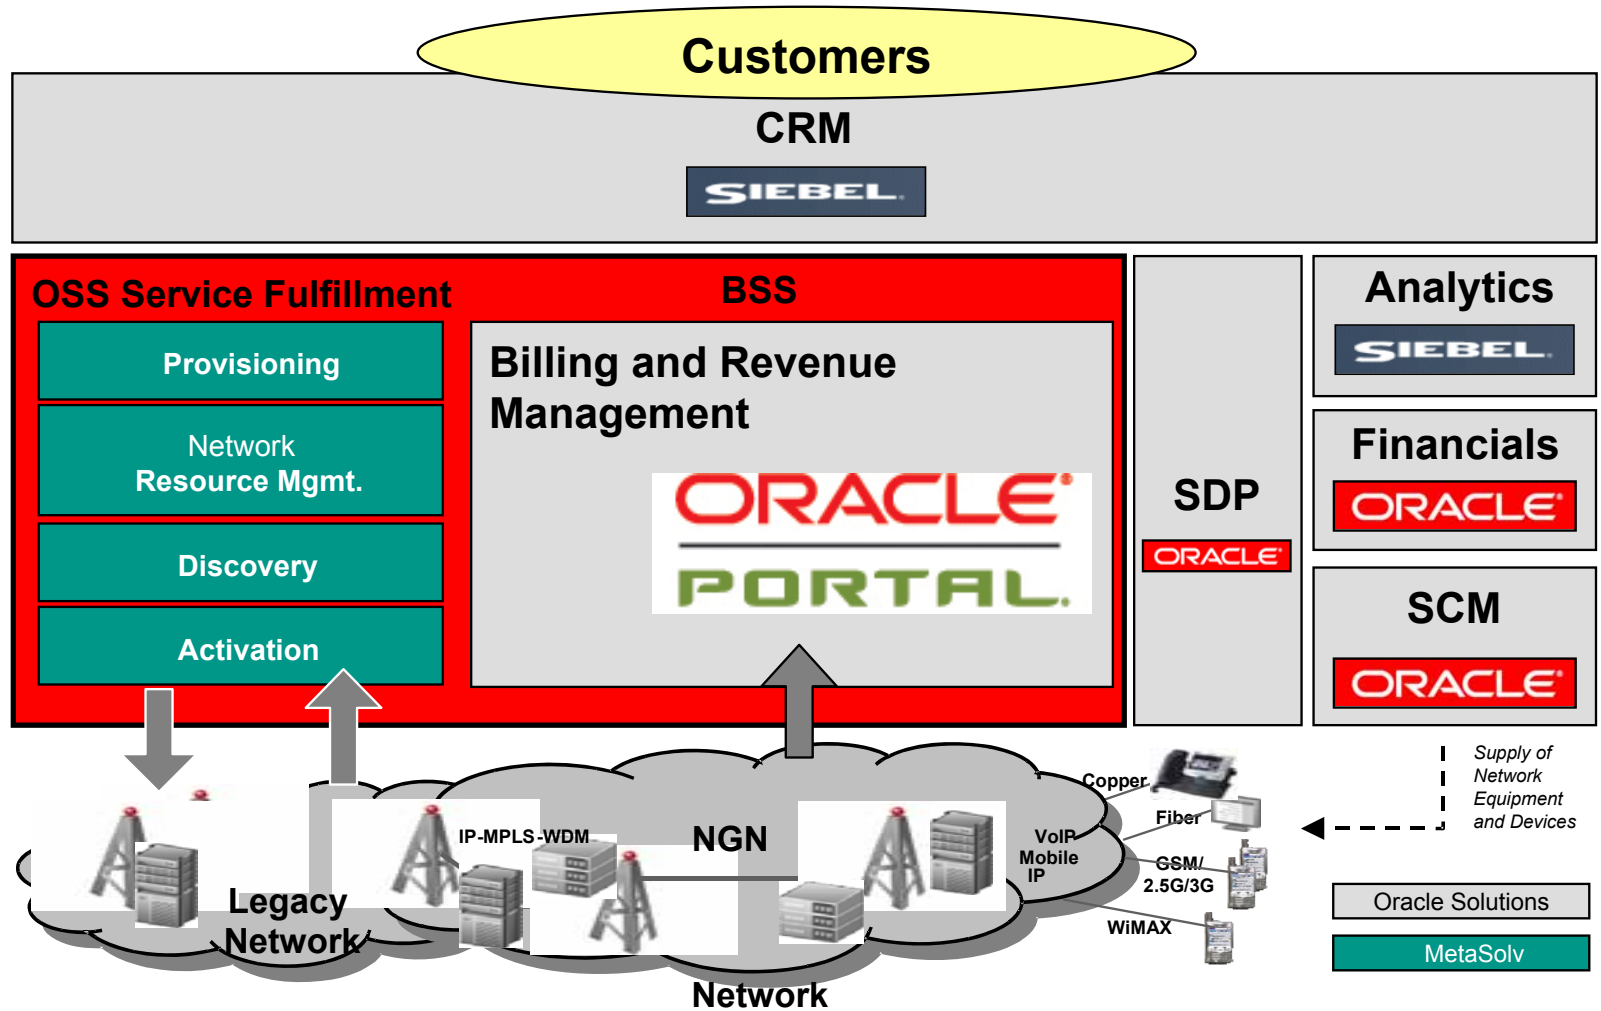 Customers
CRM
SIEBEL.
OSS Service Fulfillment
BSS
Provisioning
Network
Resource Mgmt.
Discovery
Activation
Billing and Revenue
Management
ORACLE®
PORTAL.
SDP
ORACLE®
Analytics
SIEBEL.
Financials
ORACLE®
SCM
ORACLE®
Supply of
Network
Equipment
and Devices
Copper
Fiber
VoIP
Mobile
IP
GSM/
2.5G/3G
WiMAX
IP-MPLS-WDM
NGN
Legacy
Network
Network
Oracle Solutions
MetaSolv